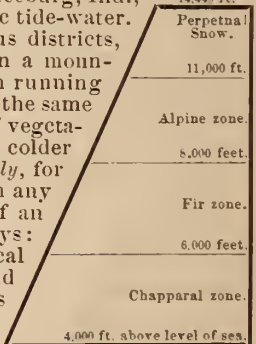 c tide-water.
us districts,
n a moun-
n running
the same
vegeta-
colder
ly, for
n any
f an
ys:
cal
d
s
Perpetual
Snow.
11,000 ft.
Alpine zone.
8.000 feet.
Fir zone.
6,000 feet.
Chapparal zone.
4,000 ft. above level of sea.